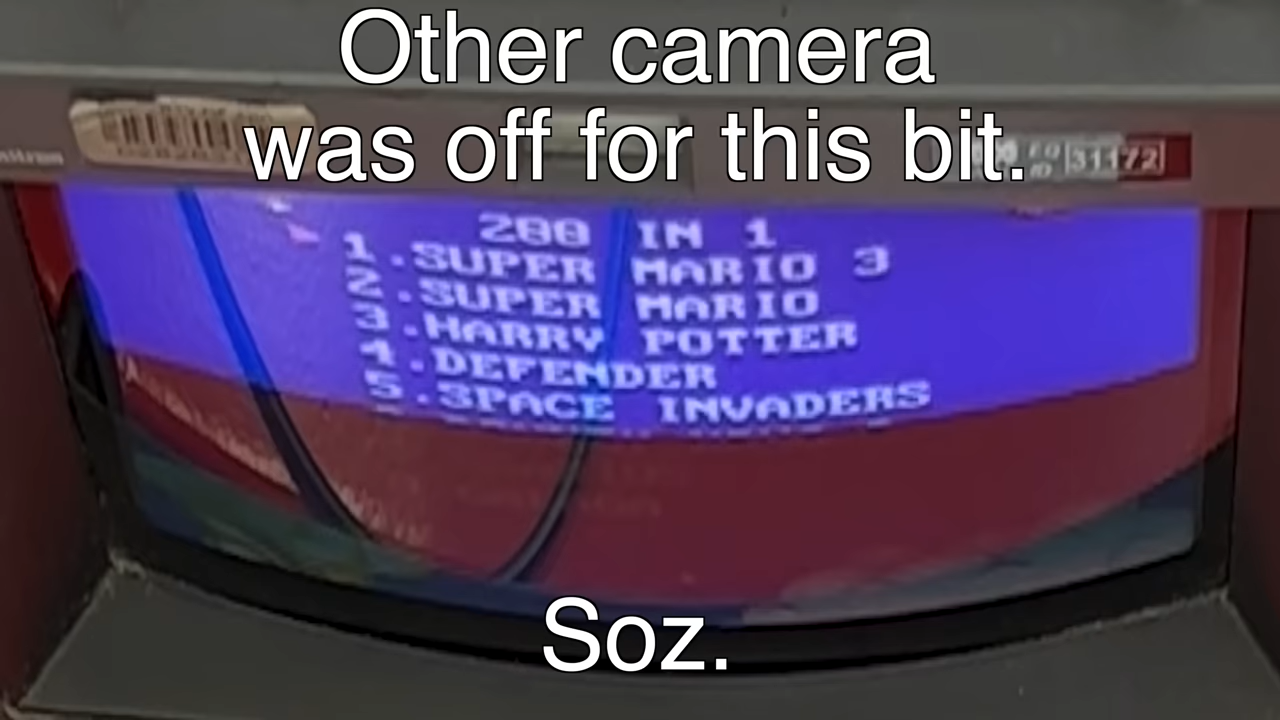 Other camera
was off for this bit.
31172
200 IN 1
1.SUPER MARIO 3
2.SUPER MARIO
3.HARRY POTTER
4.DEFENDER
5.SPACE INVADERS
Soz.